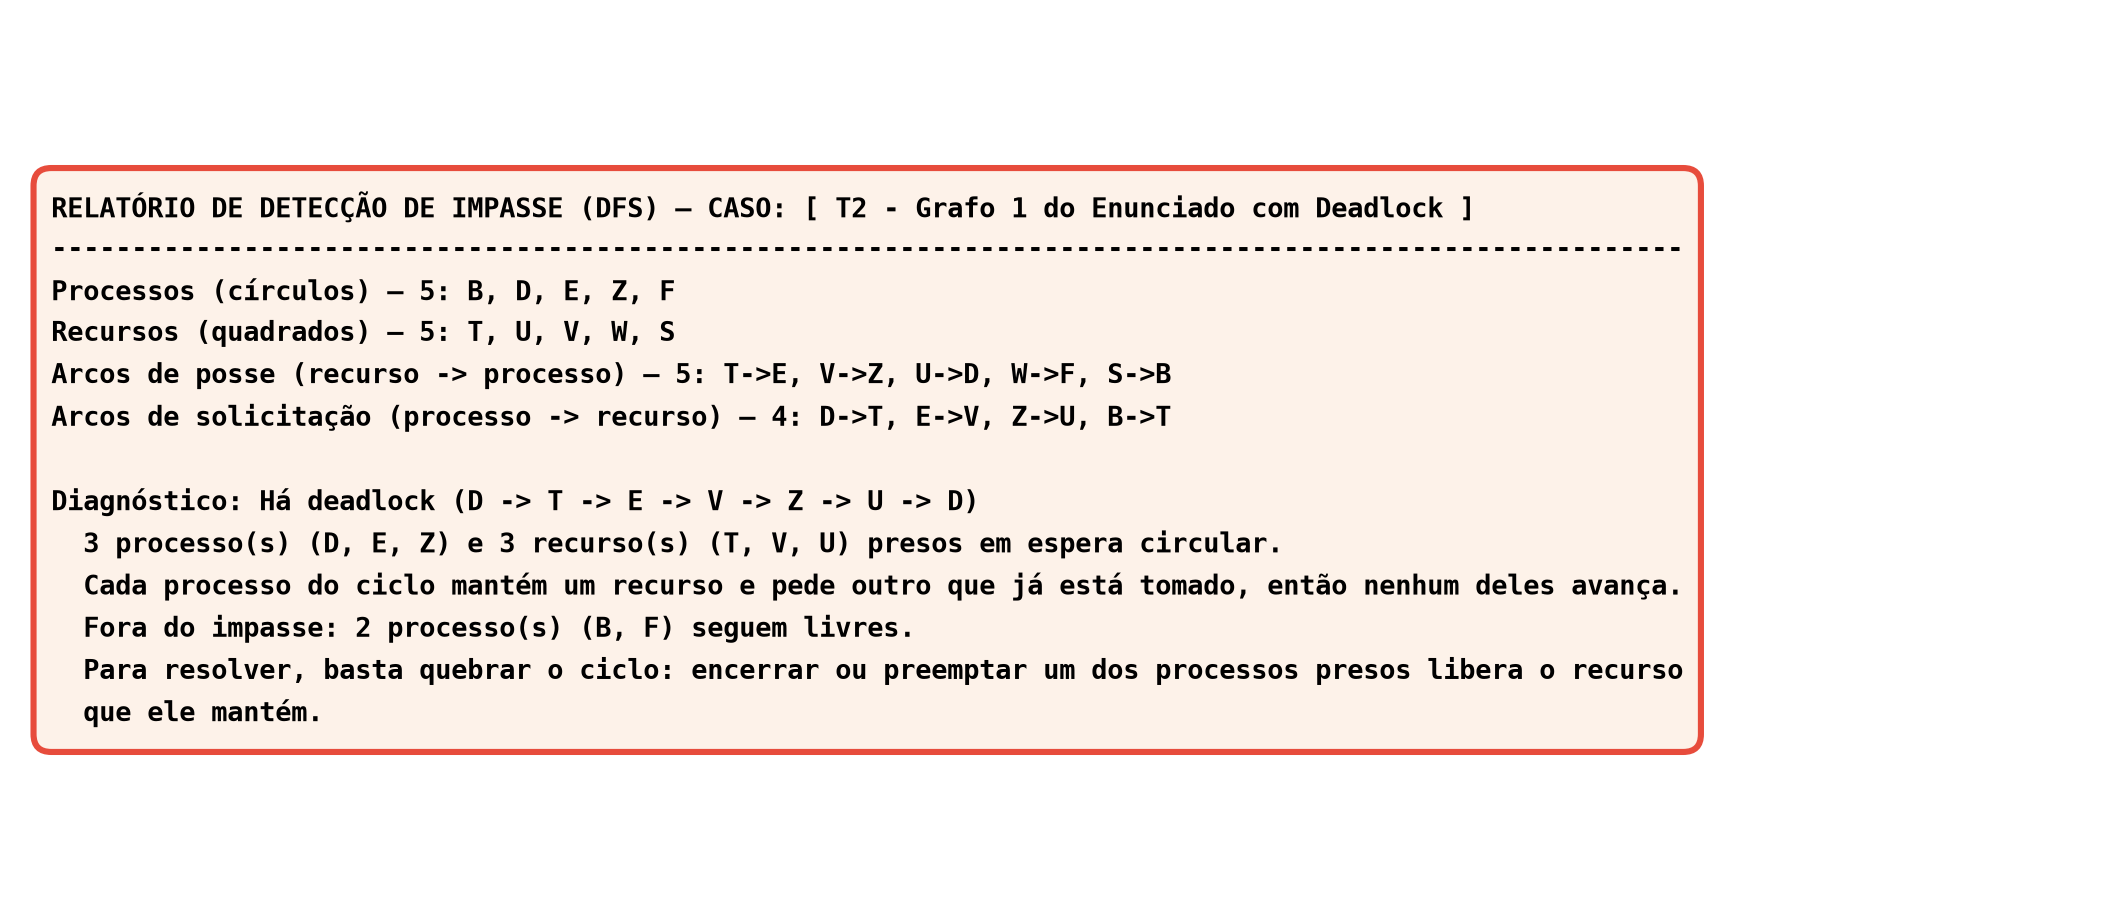 RELATÓRIO DE DETECÇÃO DE IMPASSE (DFS) — CASO: [ T2 - Grafo 1 do Enunciado com Deadlock ]
------------------------------------------------------------------------------------------------------
Processos (círculos) — 5: B, D, E, Z, F
Recursos (quadrados) — 5: T, U, V, W, S
Arcos de posse (recurso -> processo) — 5: T->E, V->Z, U->D, W->F, S->B
Arcos de solicitação (processo -> recurso) — 4: D->T, E->V, Z->U, B->T
Diagnóstico: Há deadlock (D -> T -> E -> V -> Z -> U -> D)
3 processo(s) (D, E, Z) e 3 recurso(s) (T, V, U) presos em espera circular.
Cada processo do ciclo mantém um recurso e pede outro que já está tomado, então nenhum deles avança.
Fora do impasse: 2 processo(s) (B, F) seguem livres.
Para resolver, basta quebrar o ciclo: encerrar ou preemptar um dos processos presos libera o recurso
que ele mantém.